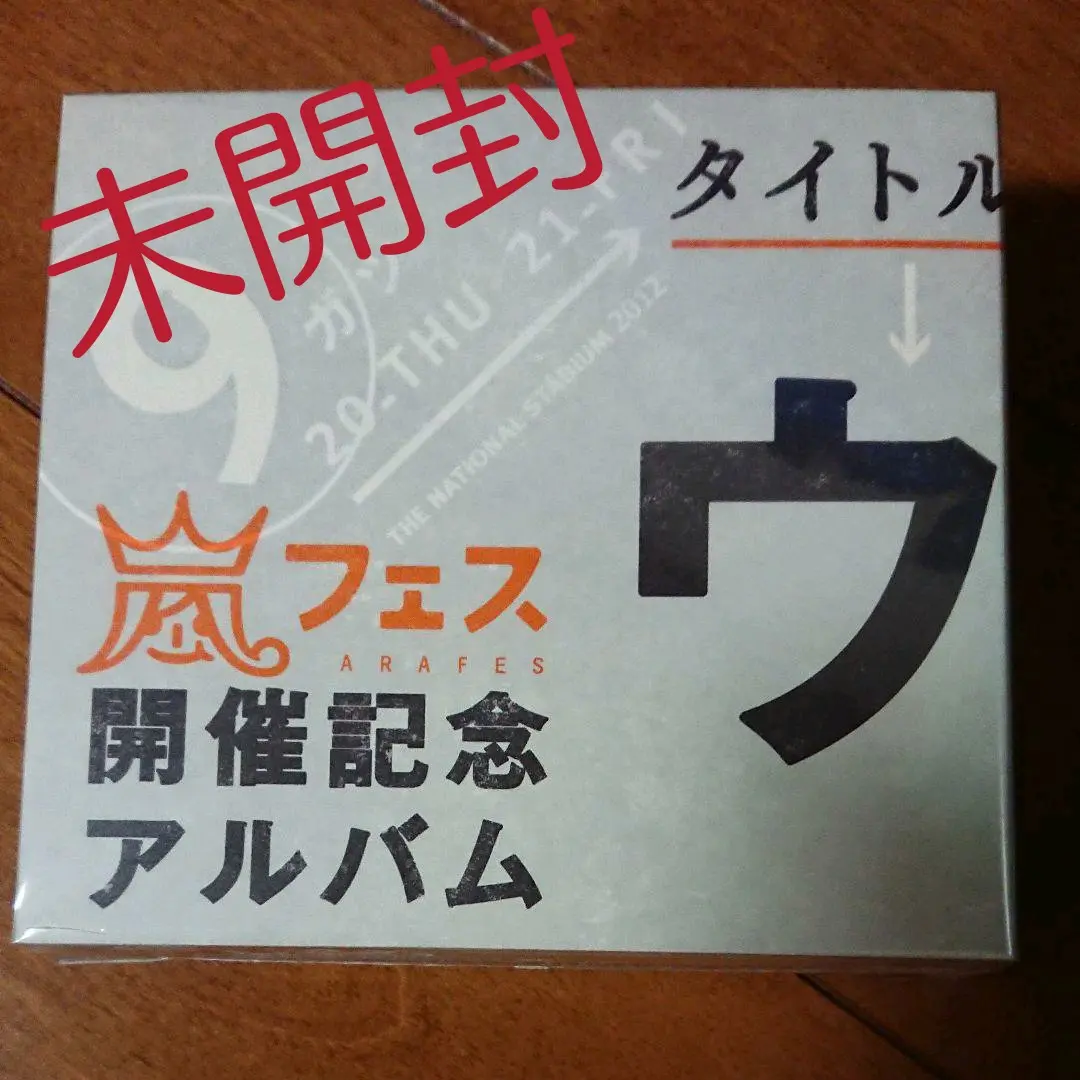 未開封
タイトル
9
ガツ
20-THU 21-FRI
THE NATIONAL STADIUM 2012
ウ
嵐フェス
ARAFES
開催記念
アルバム